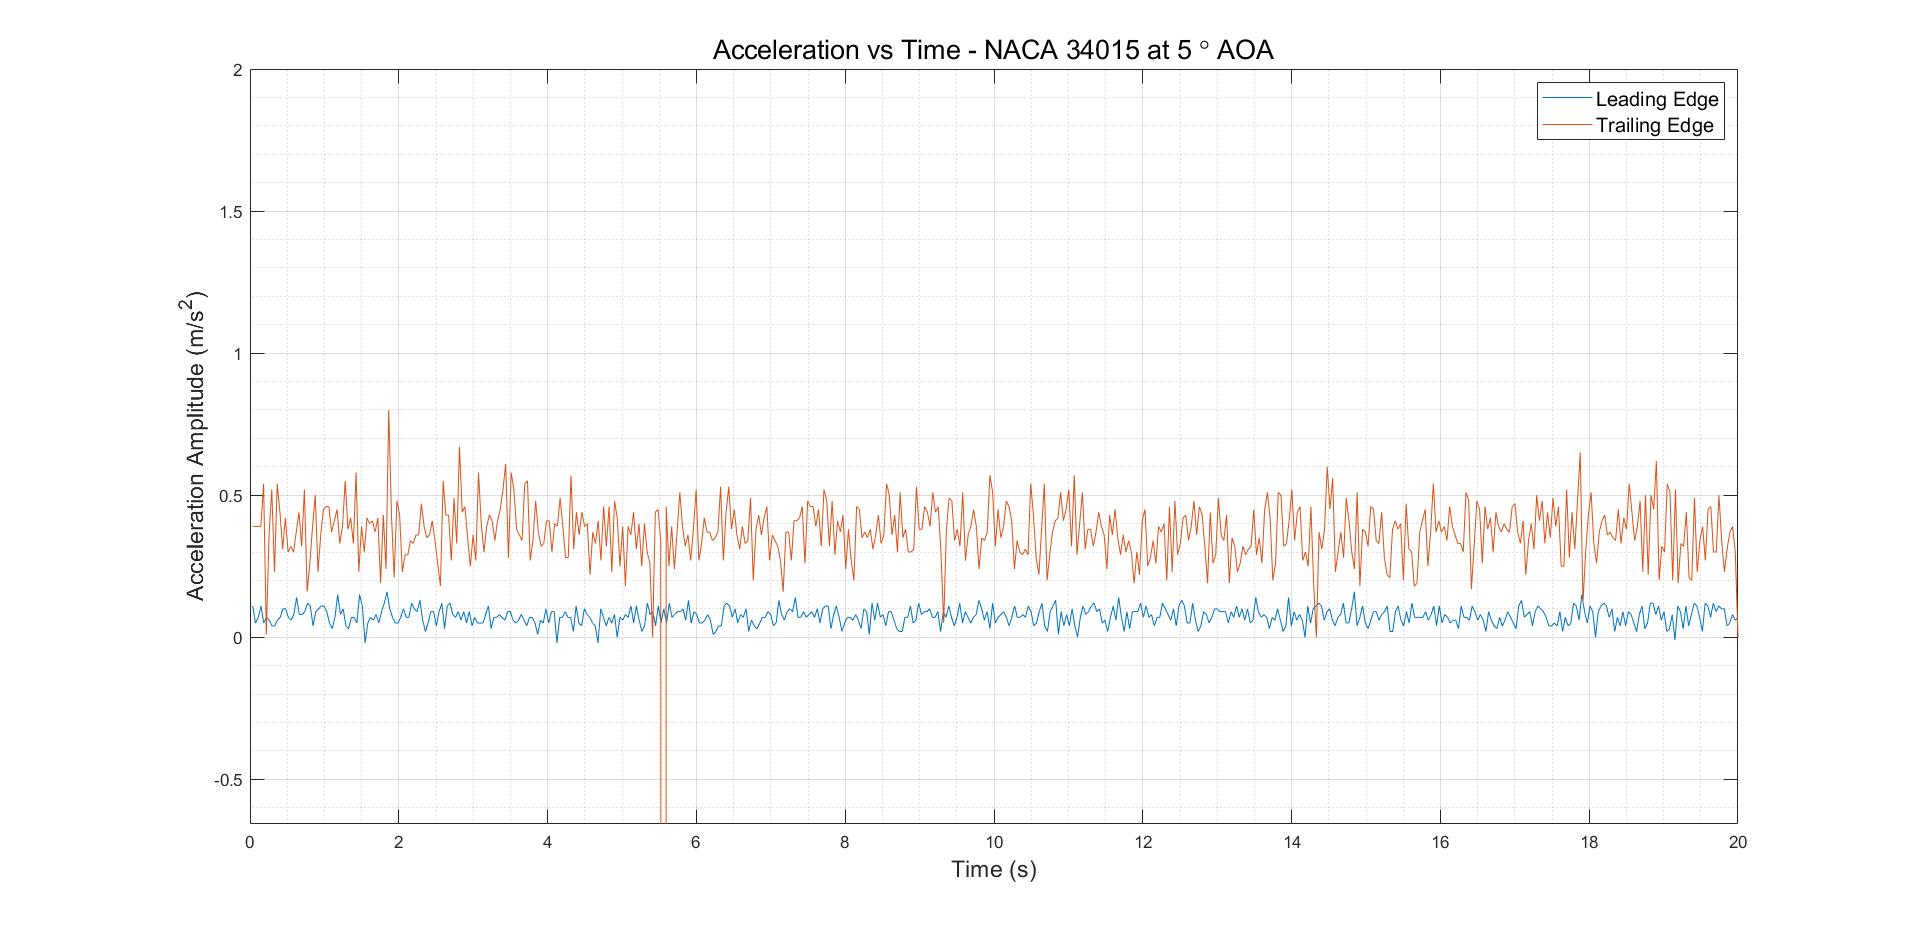 Acceleration vs Time - NACA 34015 at 5 ° AOA
Leading Edge
Trailing Edge
Acceleration Amplitude (m/s²)
2
1.5
1
0.5
0
-0.5
0 2 4 6 8 10 12 14 16 18 20
Time (s)